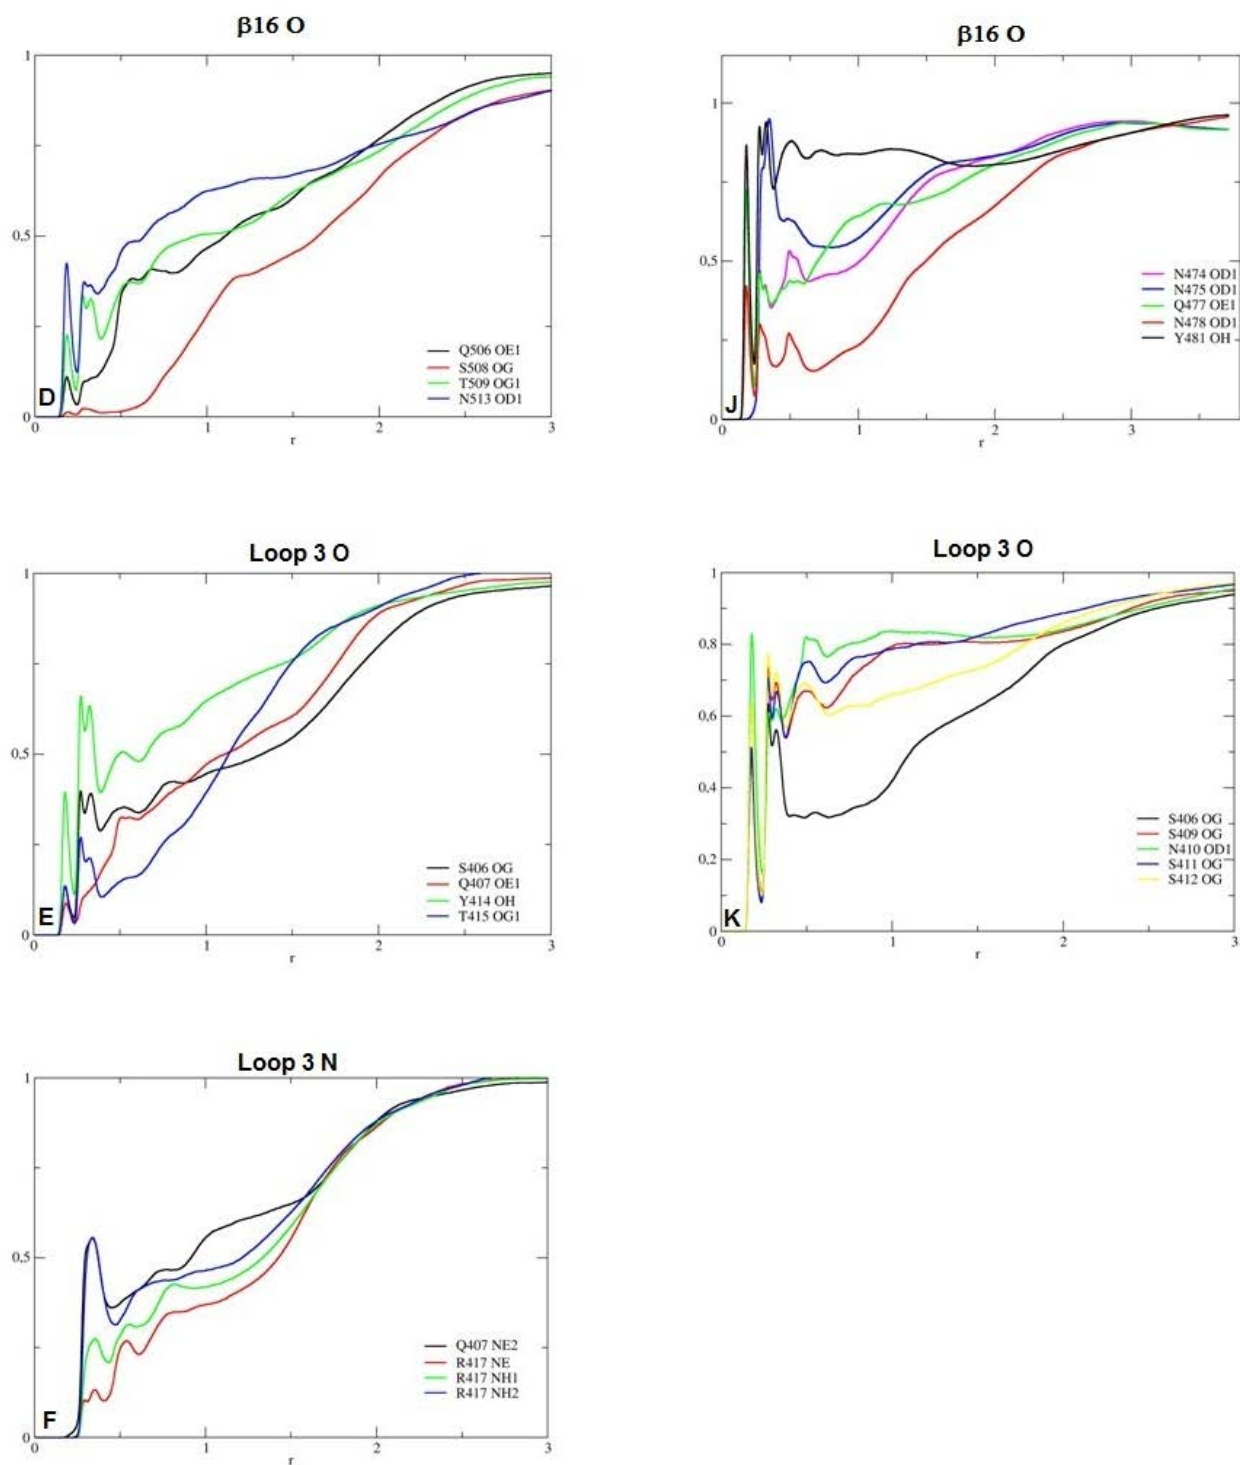 β16 O
1
0.5
0
0
1
2
3
r
D
Q506 OE1
S508 OG
T509 OG1
N513 OD1
β16 O
1
0.5
0
0
1
2
3
r
J
N474 OD1
N475 OD1
Q477 OE1
N478 OD1
Y481 OH
Loop 3 O
1
0.5
0
0
1
2
3
r
E
S406 OG
Q407 OE1
Y414 OH
T415 OG1
Loop 3 O
1
0.8
0.6
0.4
0.2
0
0
1
2
3
r
K
S406 OG
S409 OG
N410 OD1
S411 OG
S412 OG
Loop 3 N
1
0.5
0
0
1
2
3
r
F
Q407 NE2
R417 NE
R417 NH1
R417 NH2